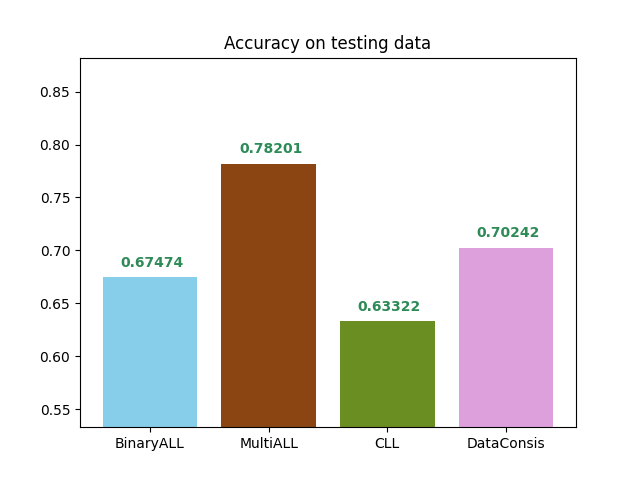 Accuracy on testing data
0.85
0.80
0.75
0.70
0.65
0.60
0.55
0.67474
0.78201
0.63322
0.70242
BinaryALL
MultiALL
CLL
DataConsis